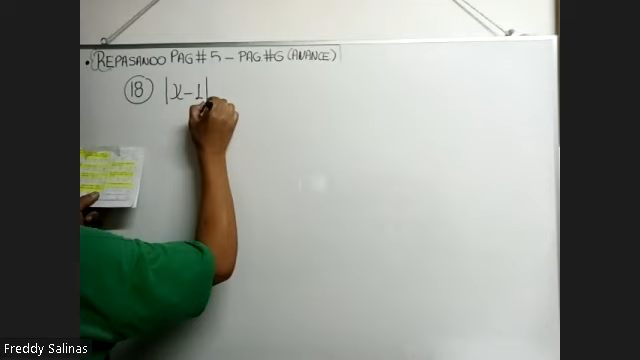 • REPASANDO PAG # 5 - PAG #6 (AVANCE)
18 |x-1|
Freddy Salinas